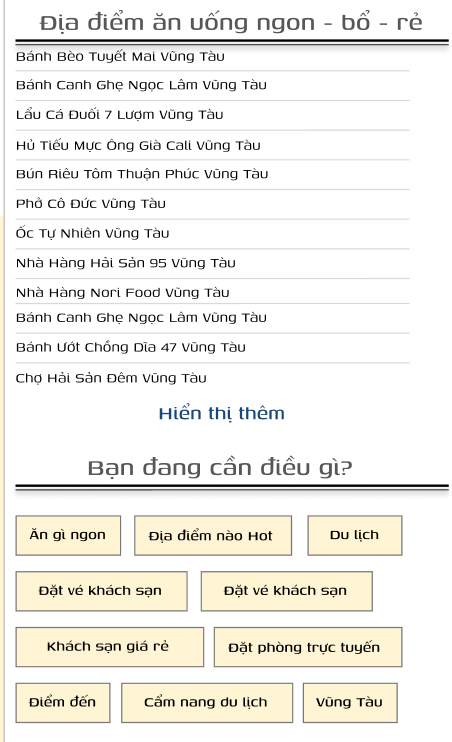 Địa điểm ăn uống ngon - bổ - rẻ
Bánh Bèo Tuyết Mai Vũng Tàu
Bánh Canh Ghẹ Ngọc Lâm Vũng Tàu
Lẩu Cá Đuối 7 Lượm Vũng Tàu
Hủ Tiếu Mực Ông Già Cali Vũng Tàu
Bún Riêu Tôm Thuận Phúc Vũng Tàu
Phở Cô Đức Vũng Tàu
Ốc Tự Nhiên Vũng Tàu
Nhà Hàng Hải Sản 95 Vũng Tàu
Nhà Hàng Nori Food Vũng Tàu
Bánh Canh Ghẹ Ngọc Lâm Vũng Tàu
Bánh Ướt Chồng Dĩa 47 Vũng Tàu
Chợ Hải Sản Đêm Vũng Tàu
Hiển thị thêm
Bạn đang cần điều gì?
Ăn gì ngon
Địa điểm nào Hot
Du lịch
Đặt vé khách sạn
Đặt vé khách sạn
Khách sạn giá rẻ
Đặt phòng trực tuyến
Điểm đến
Cẩm nang du lịch
Vũng Tàu